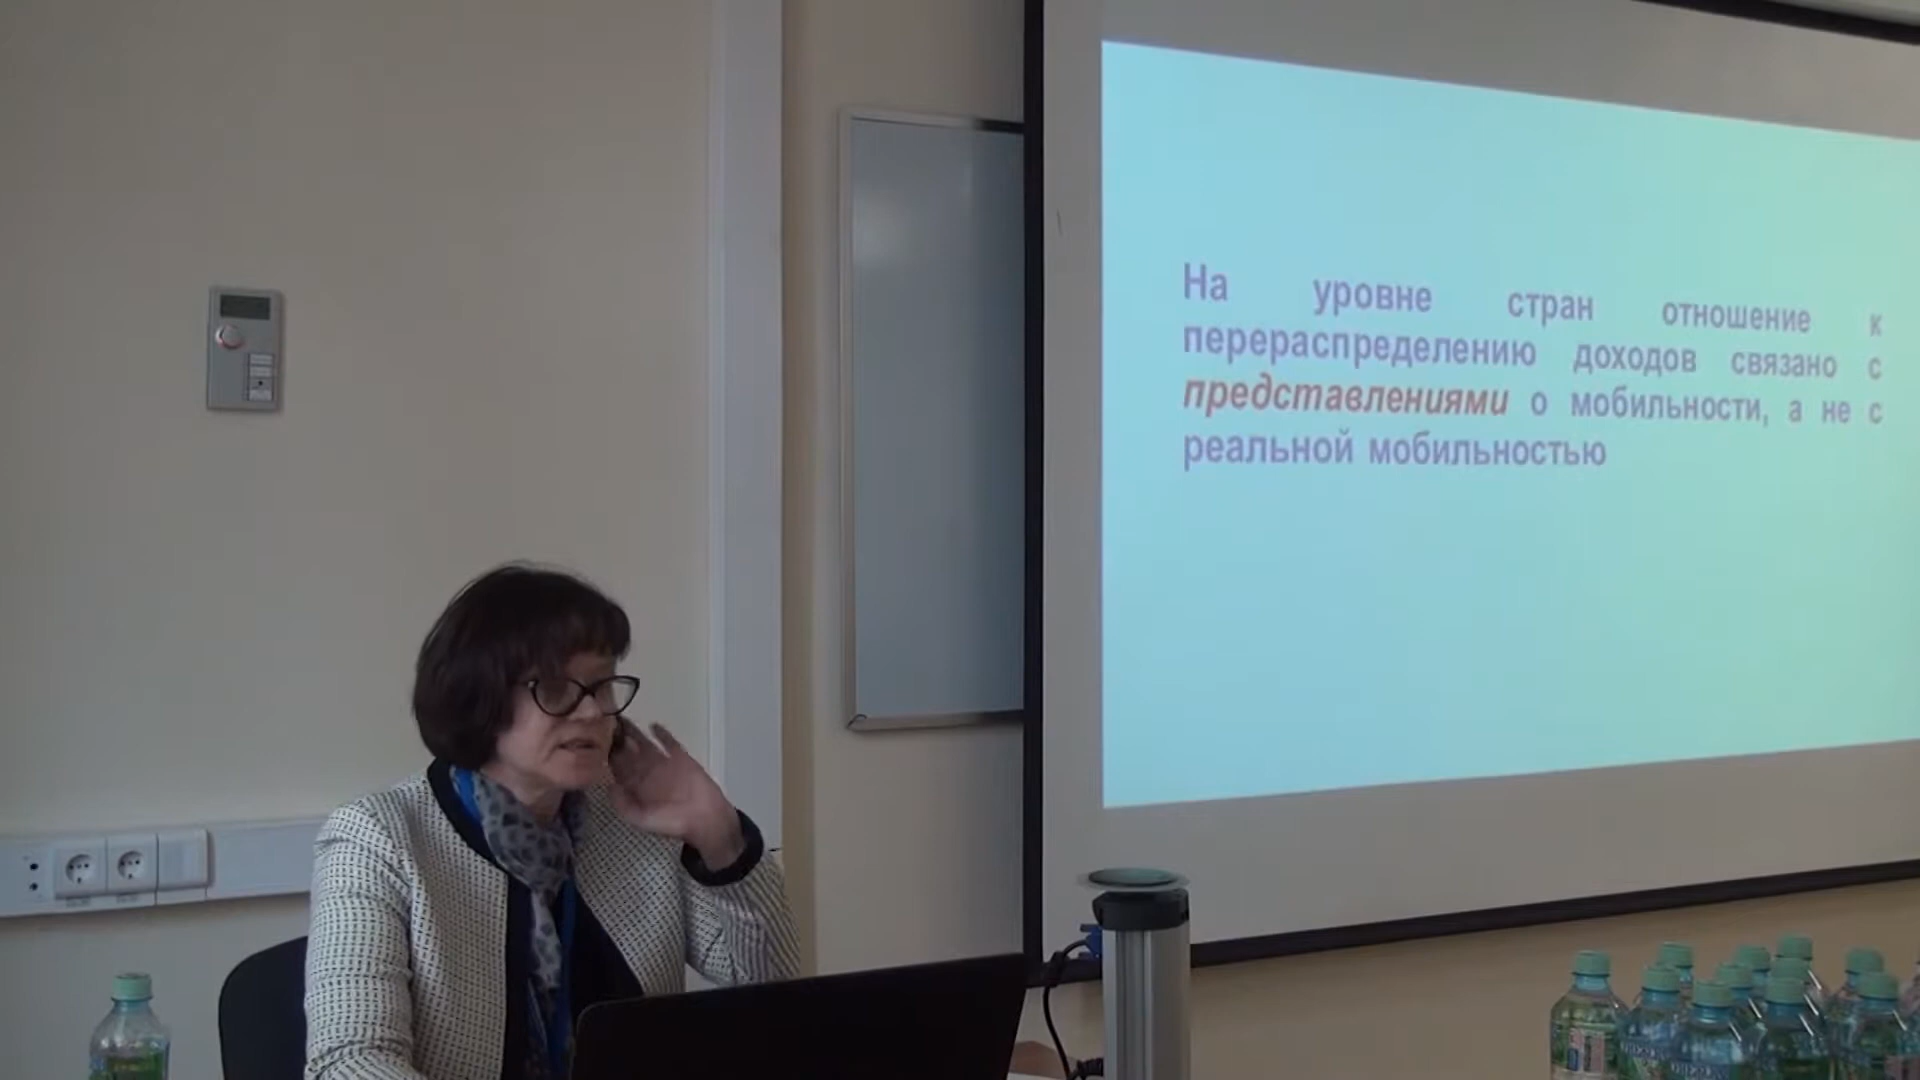 На уровне стран отношение к
перераспределению доходов связано с
представлениями о мобильности, а не с
реальной мобильностью